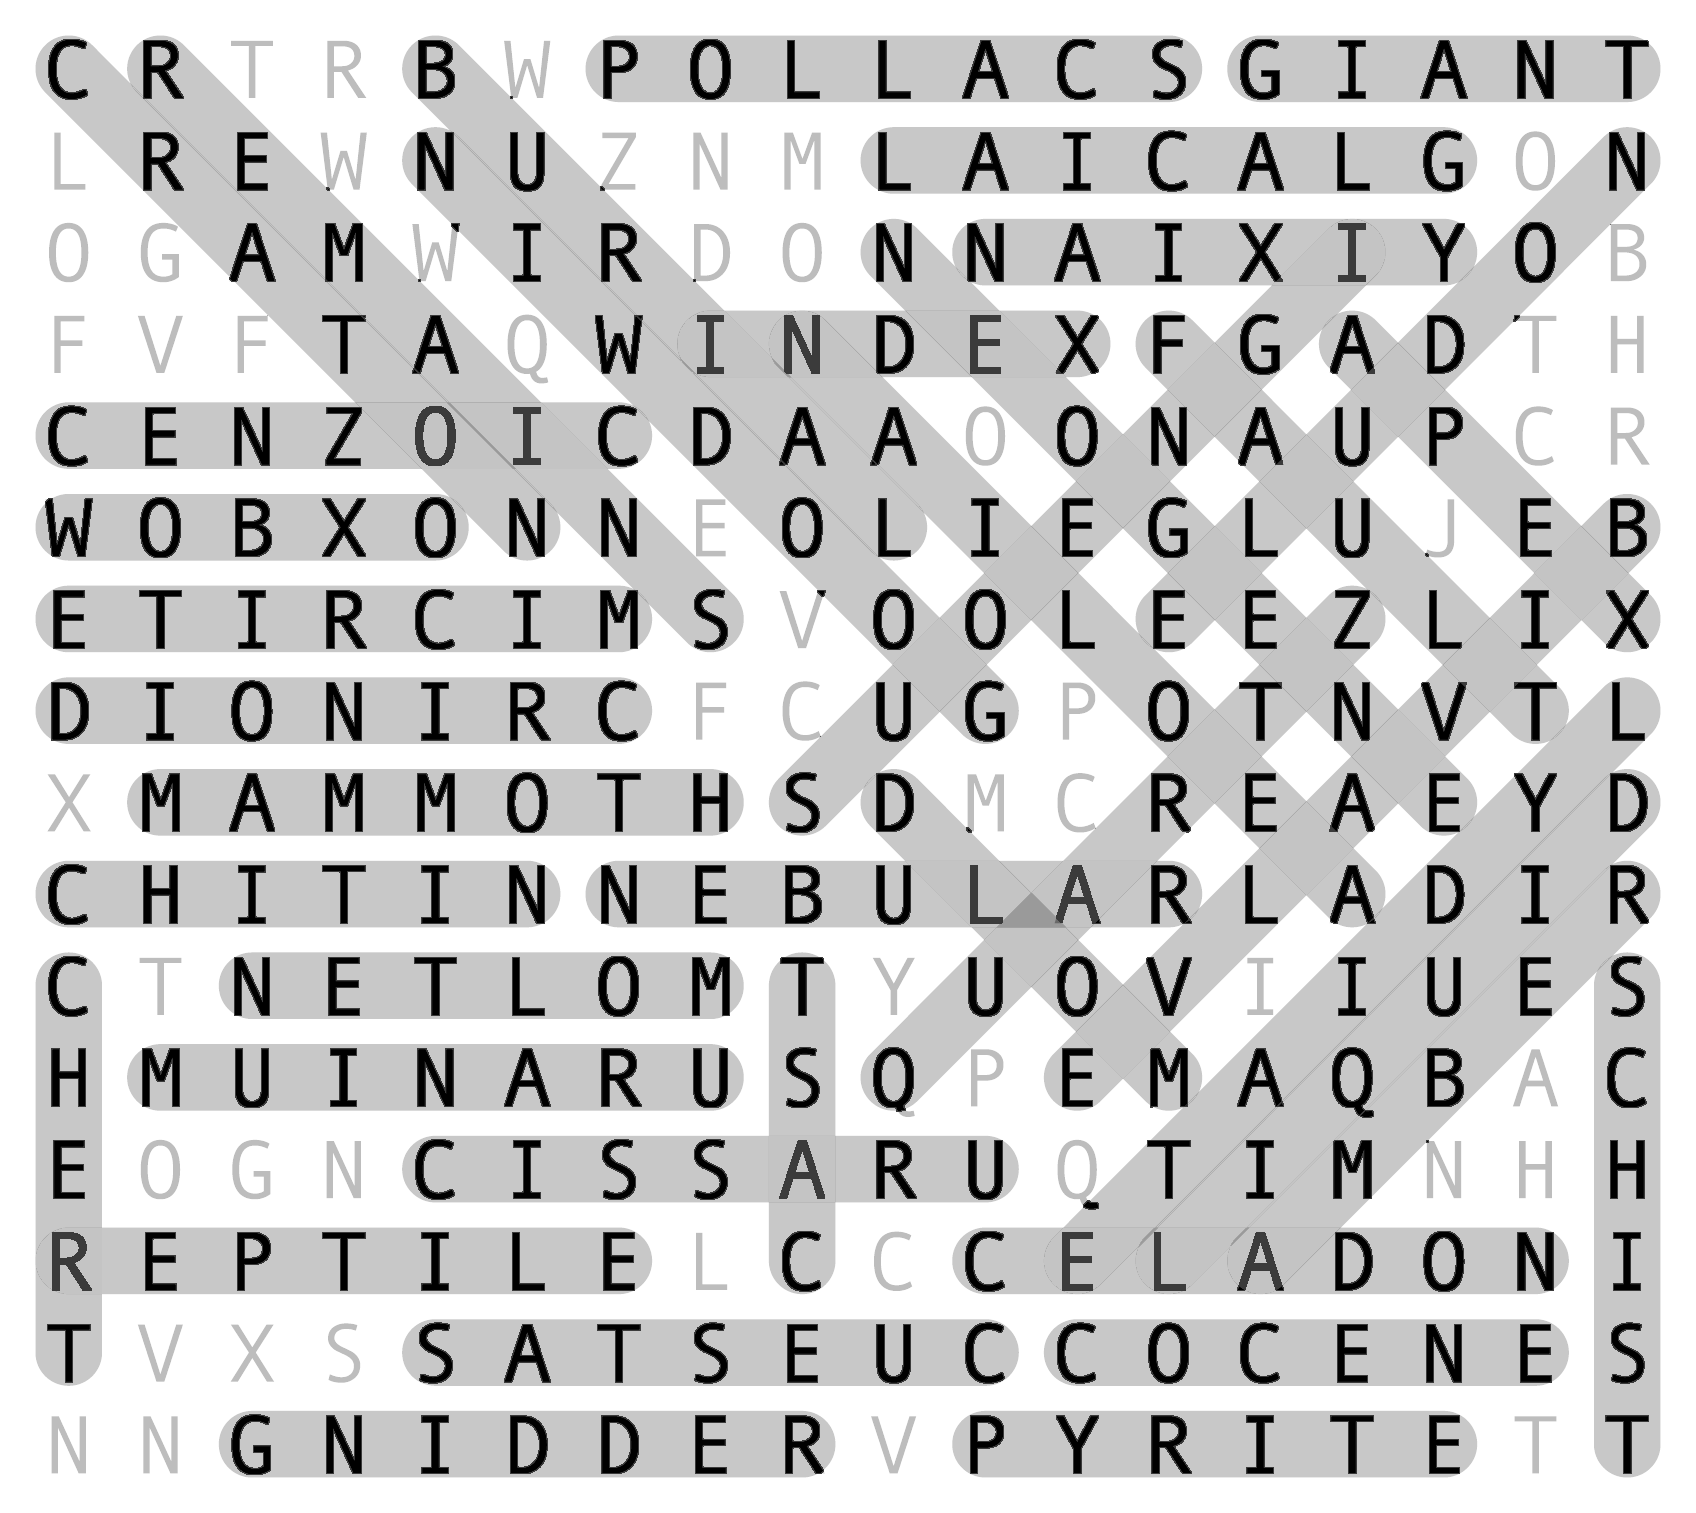 C R T R B W P O L L A C S G I A N T
L R E W N U Z N M L A I C A L G O N
O G A M W I R D O N N A I X I Y O B
F V F T A Q W I N D E X F G A D T H
C E N Z O I C D A A O O N A U P C R
W O B X O N N E O L I E G L U J E B
E T I R C I M S V O O L E E Z L I X
D I O N I R C F C U G P O T N V T L
X M A M M O T H S D M C R E A E Y D
C H I T I N N E B U L A R L A D I R
C T N E T L O M T Y U O V I I U E S
H M U I N A R U S Q P E M A Q B A C
E O G N C I S S A R U Q T I M N H H
R E P T I L E L C C C E L A D O N I
T V X S S A T S E U C C O C E N E S
N N G N I D D E R V P Y R I T E T T